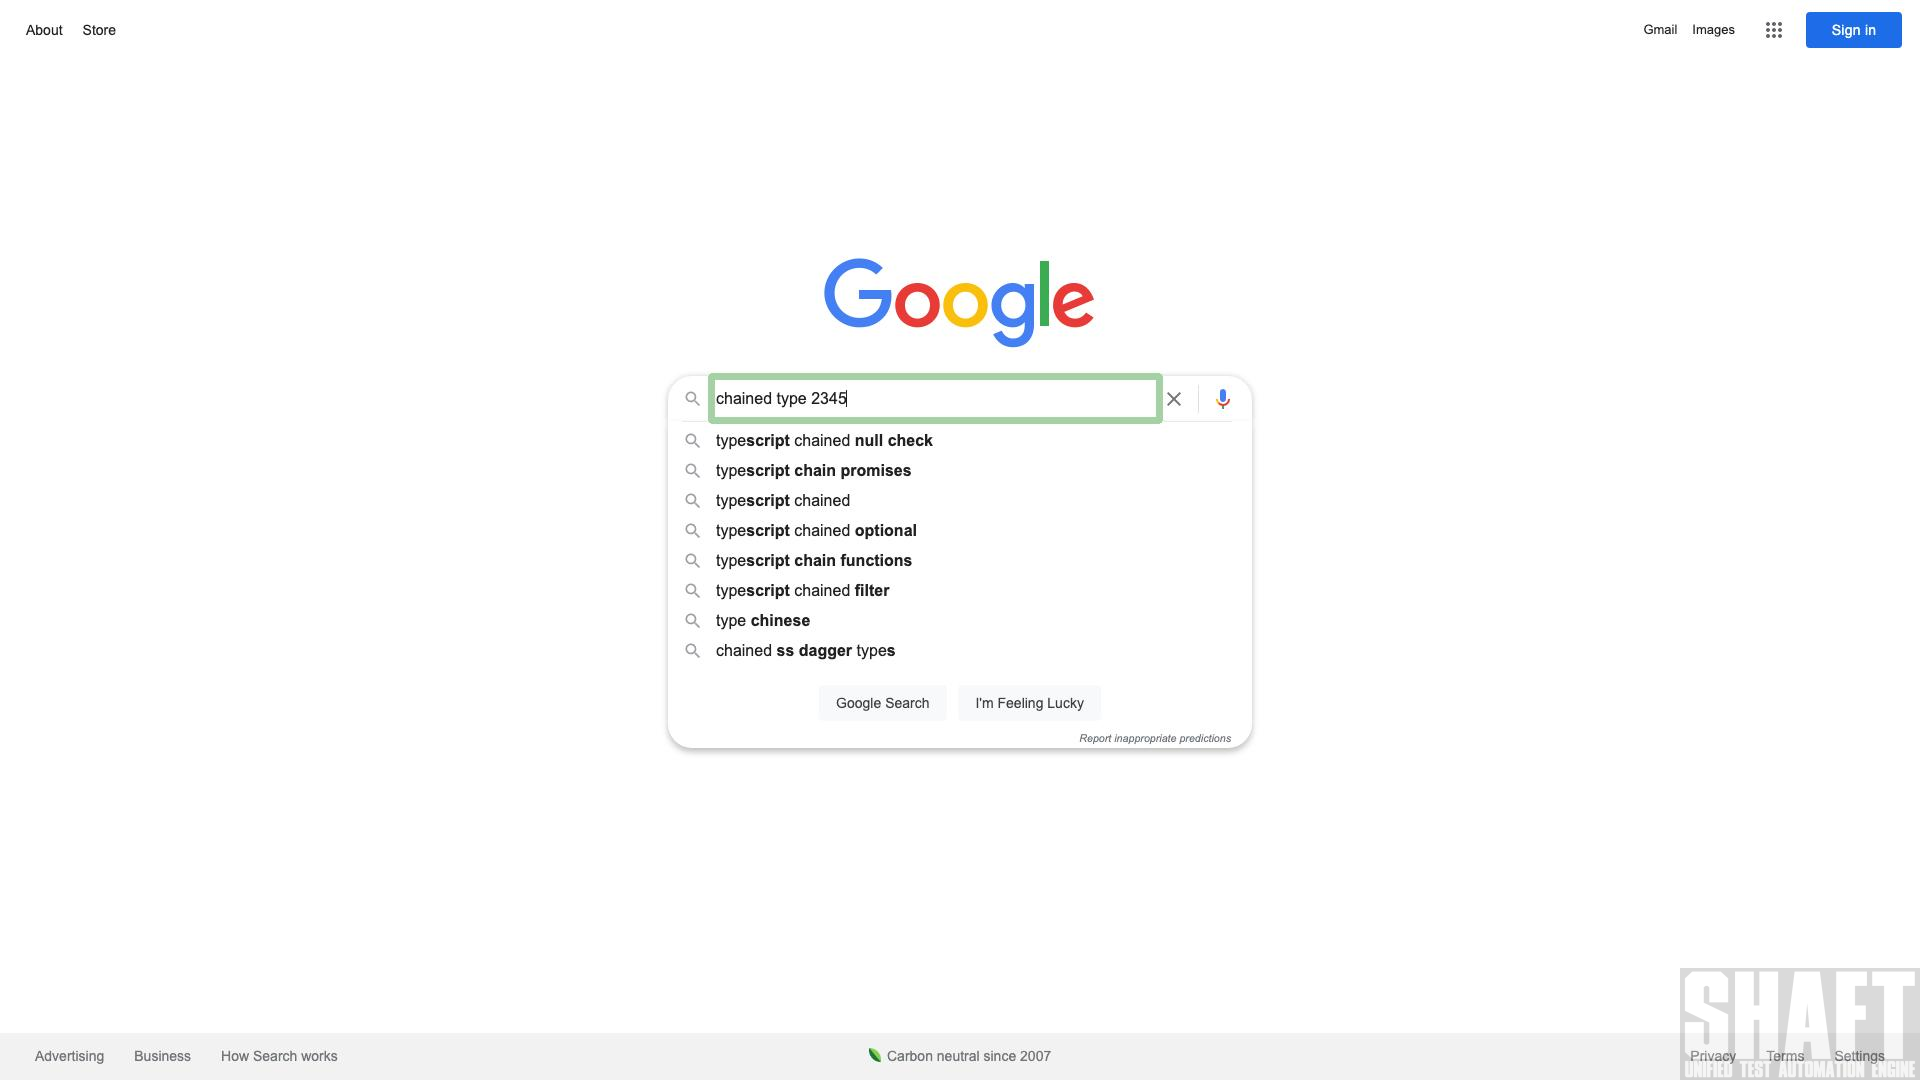 About Store Gmail Images Sign in
Google
chained type 2345
typescript chained null check
typescript chain promises
typescript chained
typescript chained optional
typescript chain functions
typescript chained filter
type chinese
chained ss dagger types
Google Search I'm Feeling Lucky
Report inappropriate predictions
SHAFT
Advertising Business How Search works Carbon neutral since 2007 Privacy Terms Settings
UNIFIED TEST AUTOMATION ENGINE